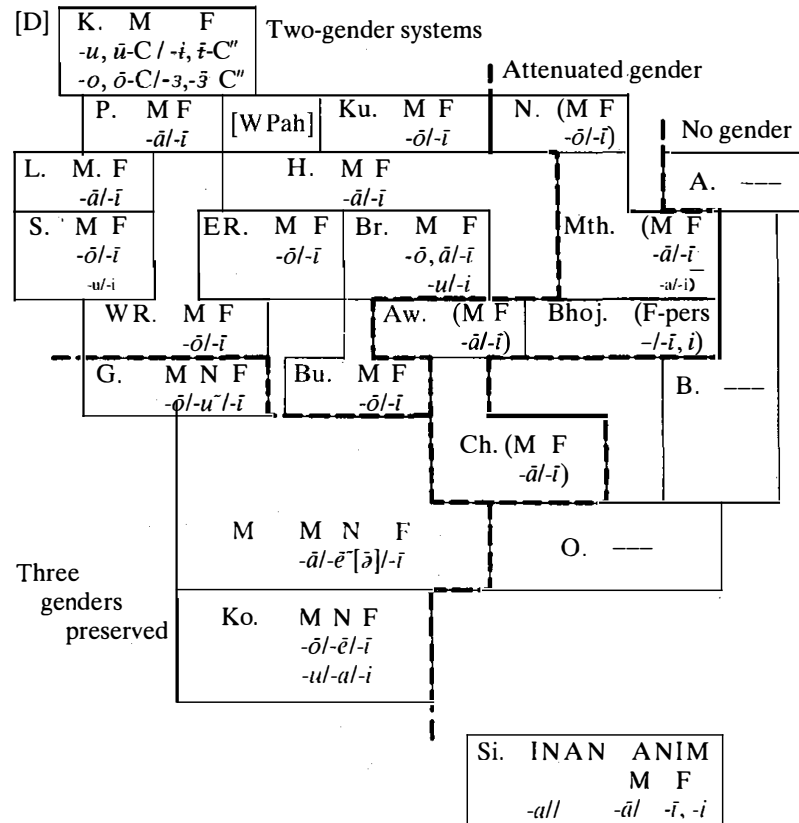 [D] K. M F Two-gender systems
-u, ū-C / -ɨ, ɨ̄-C″
-o, ō-C/-ɜ,-ɜ̄ C″
Attenuated gender
P. M F [W Pah] Ku. M F N. (M F
-ā/-ī -ō/-ī -ō/-ī)
No gender
L. M. F H. M F A. –––
-ā/-ī -ā/-ī
S. M F ER. M F Br. M F Mth. (M F
-ō/-ī -ō/-ī -ō, ā/-ī -ā/-ī
-u/-i -u/-i -a/-i)
WR. M F Aw. (M F Bhoj. (F-pers
-ō/-ī -ā/-ī) -/-ī, i)
G. M N F Bu. M F B. –––
-ō/-u˜/-ī -ō/-ī
Ch. (M F
-ā/-ī)
M M N F O. –––
-ā/-ē˜[ə̄]/-ī
Three
genders
preserved
Ko. M N F
-ō/-ē/-ī
-u/-a/-i
Si. INAN ANIM
M F
-a// -ā/ -ī, -i